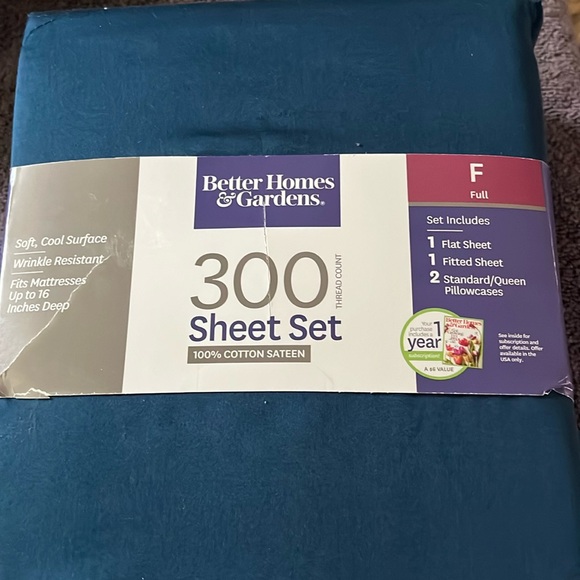 Better Homes
& Gardens®
Soft, Cool Surface
Wrinkle Resistant
Fits Mattresses
Up to 16
Inches Deep
300
THREAD COUNT
Sheet Set
100% COTTON SATEEN
F
Full
Set Includes
1 Flat Sheet
1 Fitted Sheet
2 Standard/Queen
Pillowcases
Your
purchase
includes a
1
year
subscription!
A $6 VALUE
Better Homes
& Gardens
See inside for
subscription and
offer details. Offer
available in the
USA only.